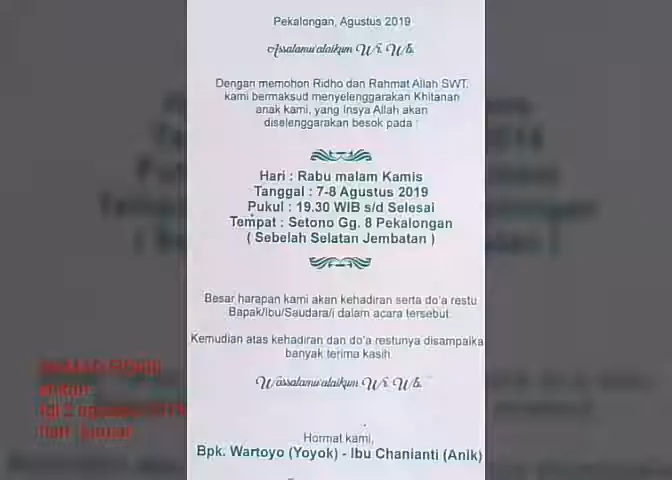 Pekalongan, Agustus 2019
Assalamu'alaikum Wr. Wb.
Dengan memohon Ridho dan Rahmat Allah SWT.
kami bermaksud menyelenggarakan Khitanan
anak kami, yang Insya Allah akan
diselenggarakan besok pada :
Hari : Rabu malam Kamis
Tanggal : 7-8 Agustus 2019
Pukul : 19.30 WIB s/d Selesai
Tempat : Setono Gg. 8 Pekalongan
( Sebelah Selatan Jembatan )
Besar harapan kami akan kehadiran serta do'a restu
Bapak/Ibu/Saudara/i dalam acara tersebut.
Kemudian atas kehadiran dan do'a restunya disampaika
banyak terima kasih.
Wassalamu'alaikum Wr. Wb.
Hormat kami,
Bpk. Wartoyo (Yoyok) - Ibu Chanianti (Anik)